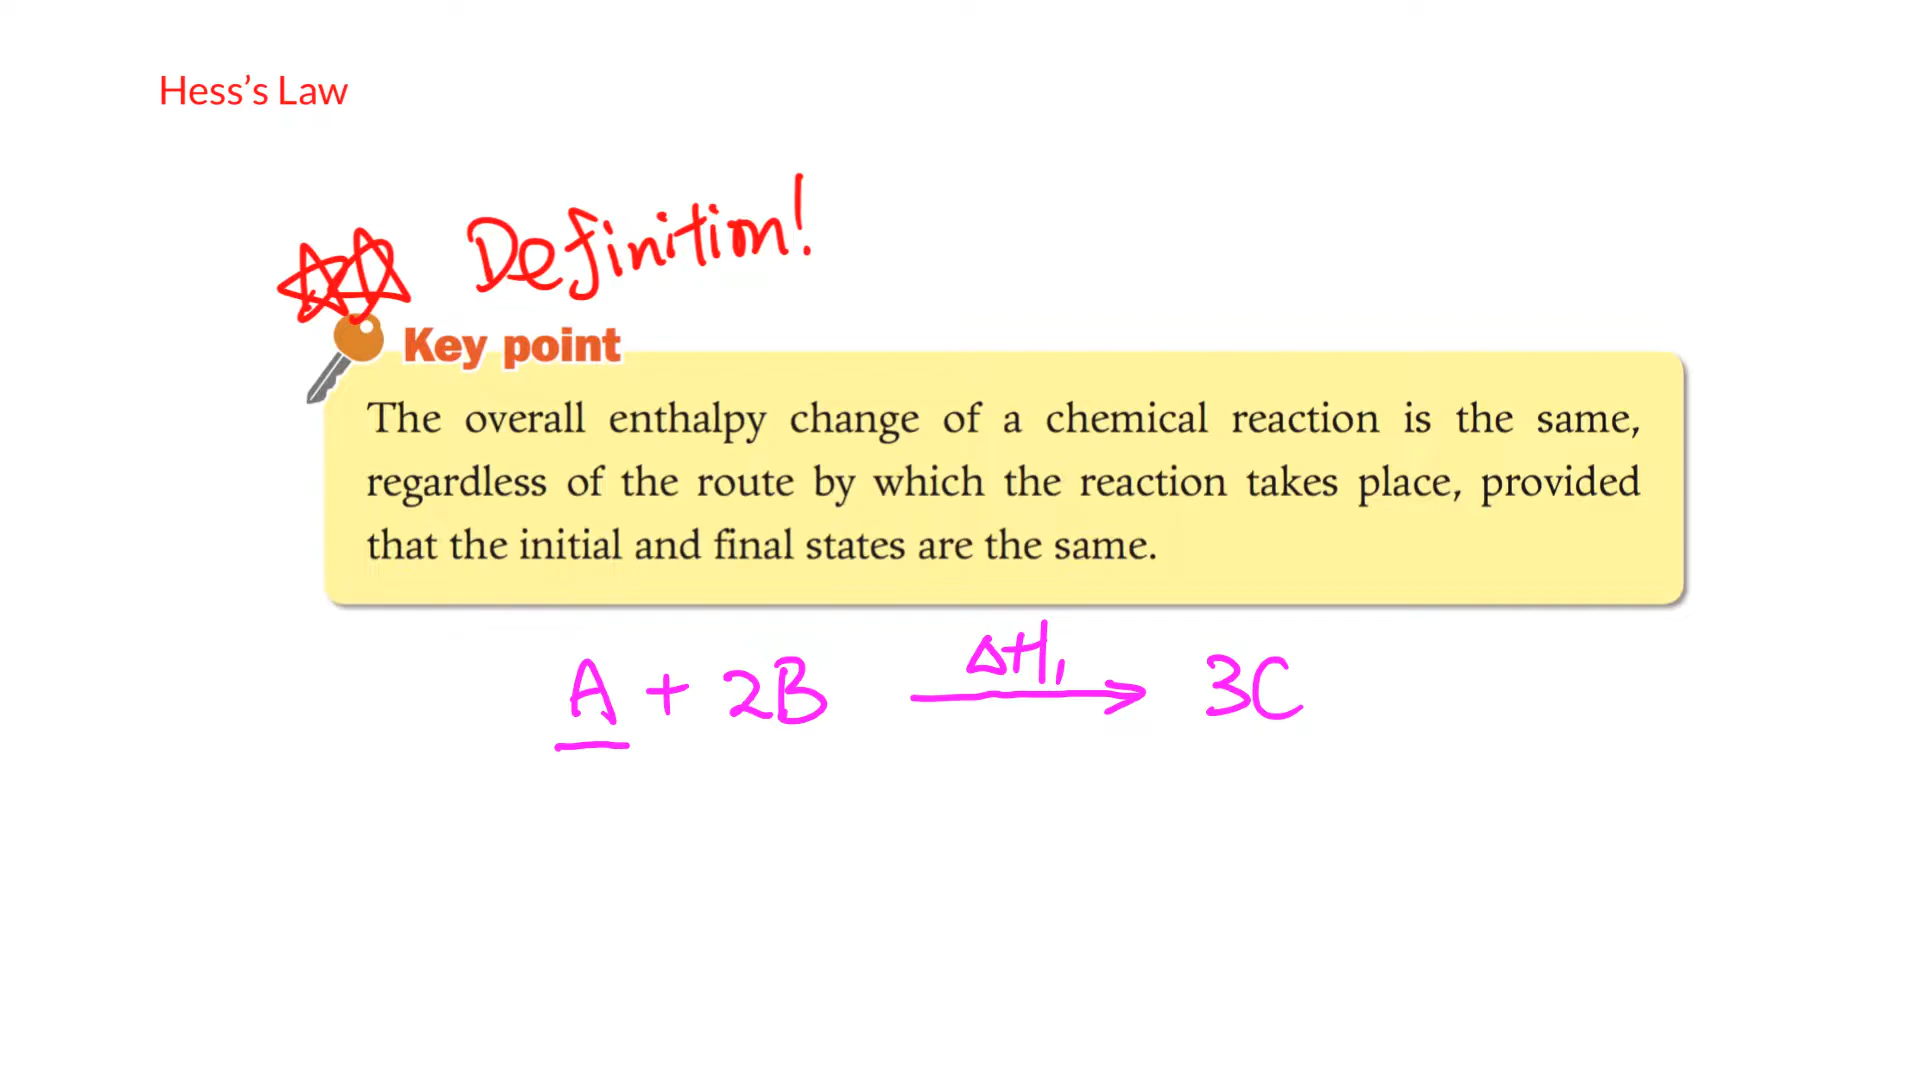 Hess’s Law
Definition!
Key point
The overall enthalpy change of a chemical reaction is the same,
regardless of the route by which the reaction takes place, provided
that the initial and final states are the same.
A + 2B ΔH₁ → 3C